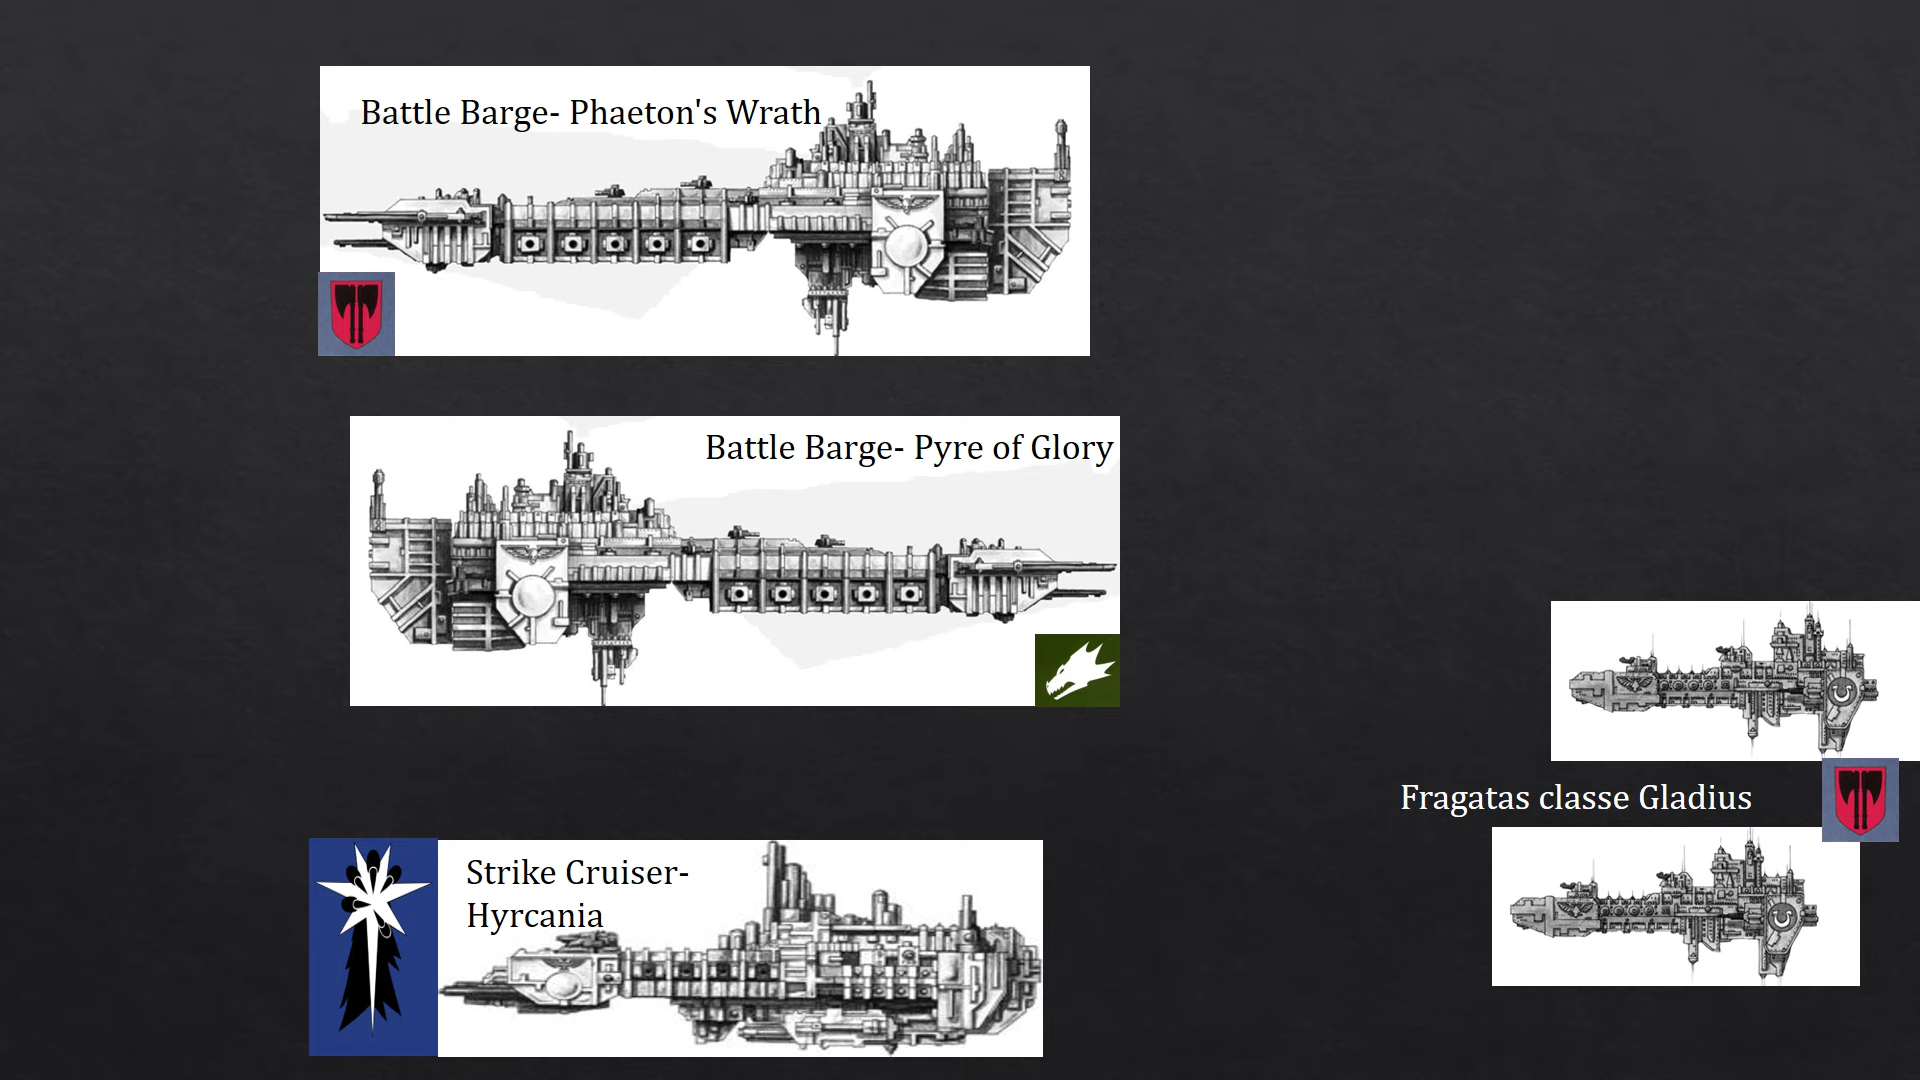 Battle Barge- Phaeton's Wrath
Battle Barge- Pyre of Glory
Fragatas classe Gladius
Strike Cruiser-
Hyrcania